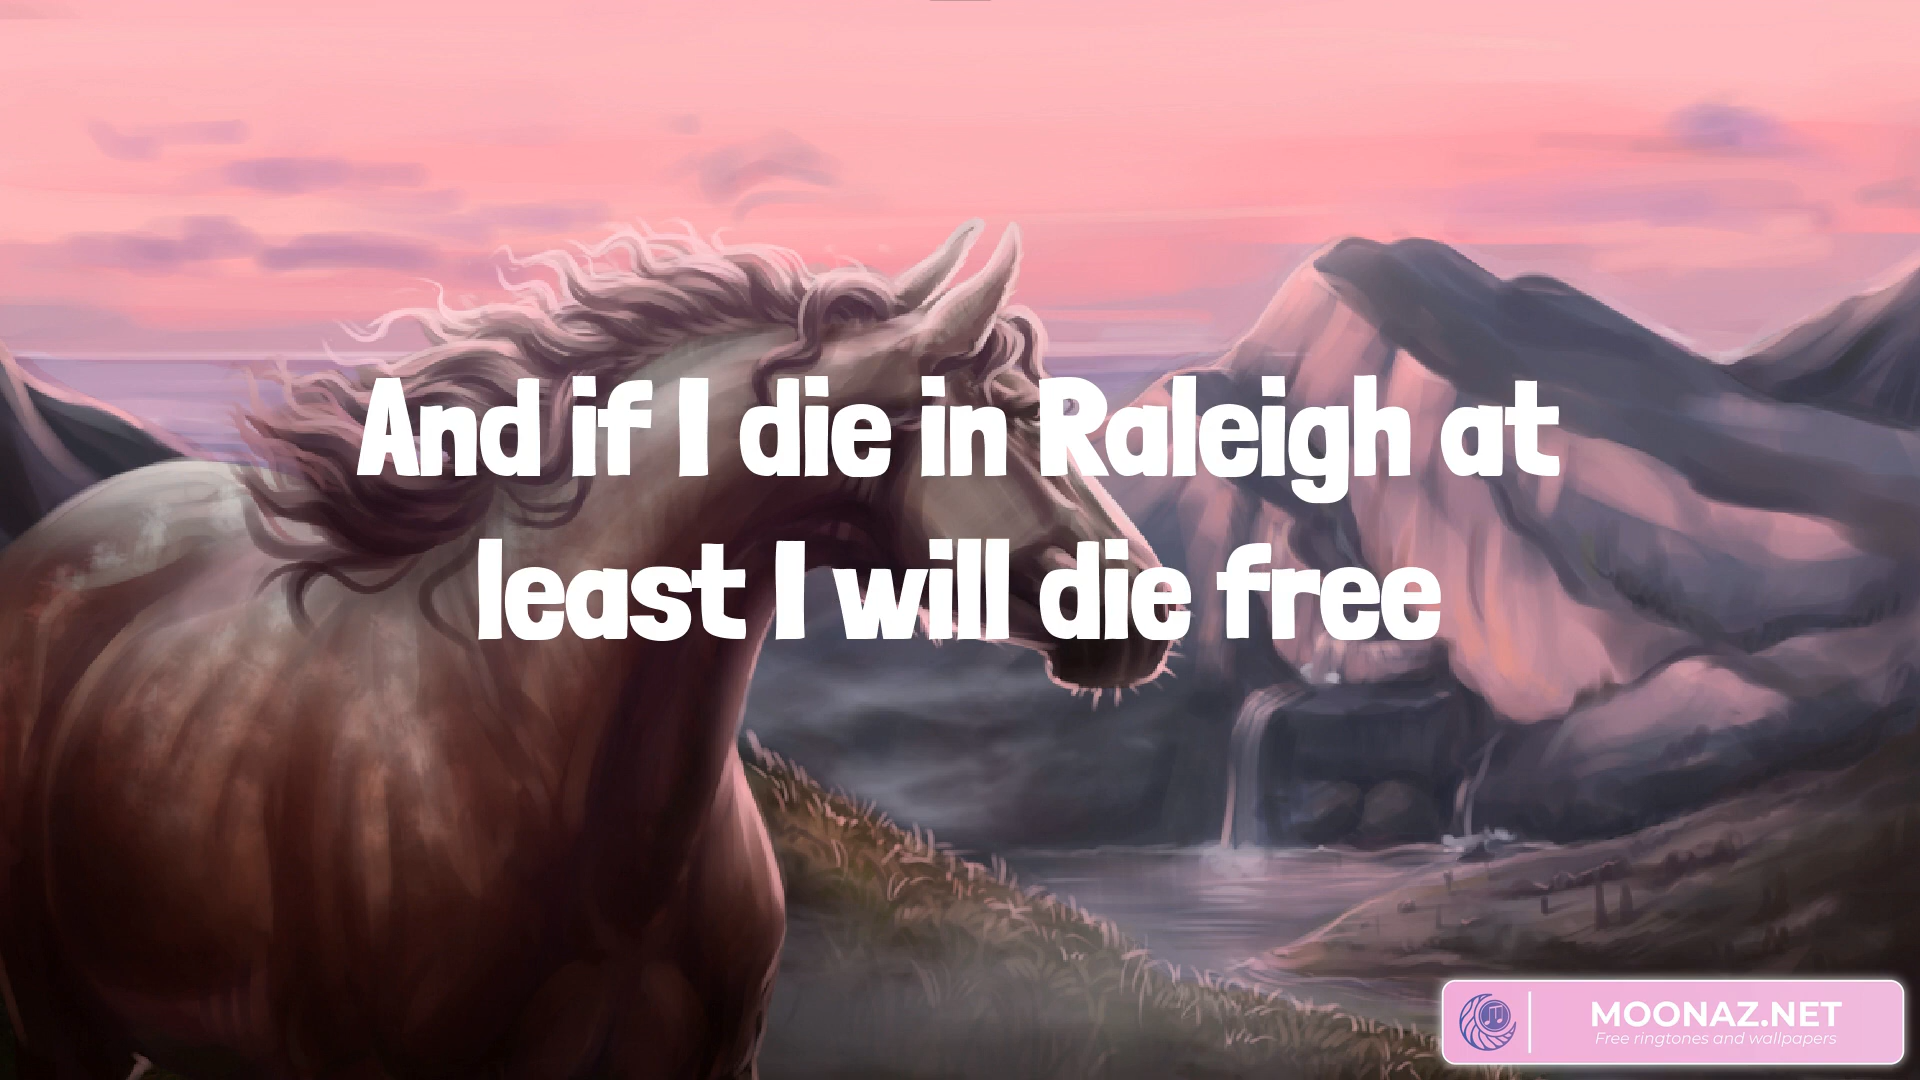 And if I die in Raleigh at
least I will die free
MOONAZ.NET
Free ringtones and wallpapers